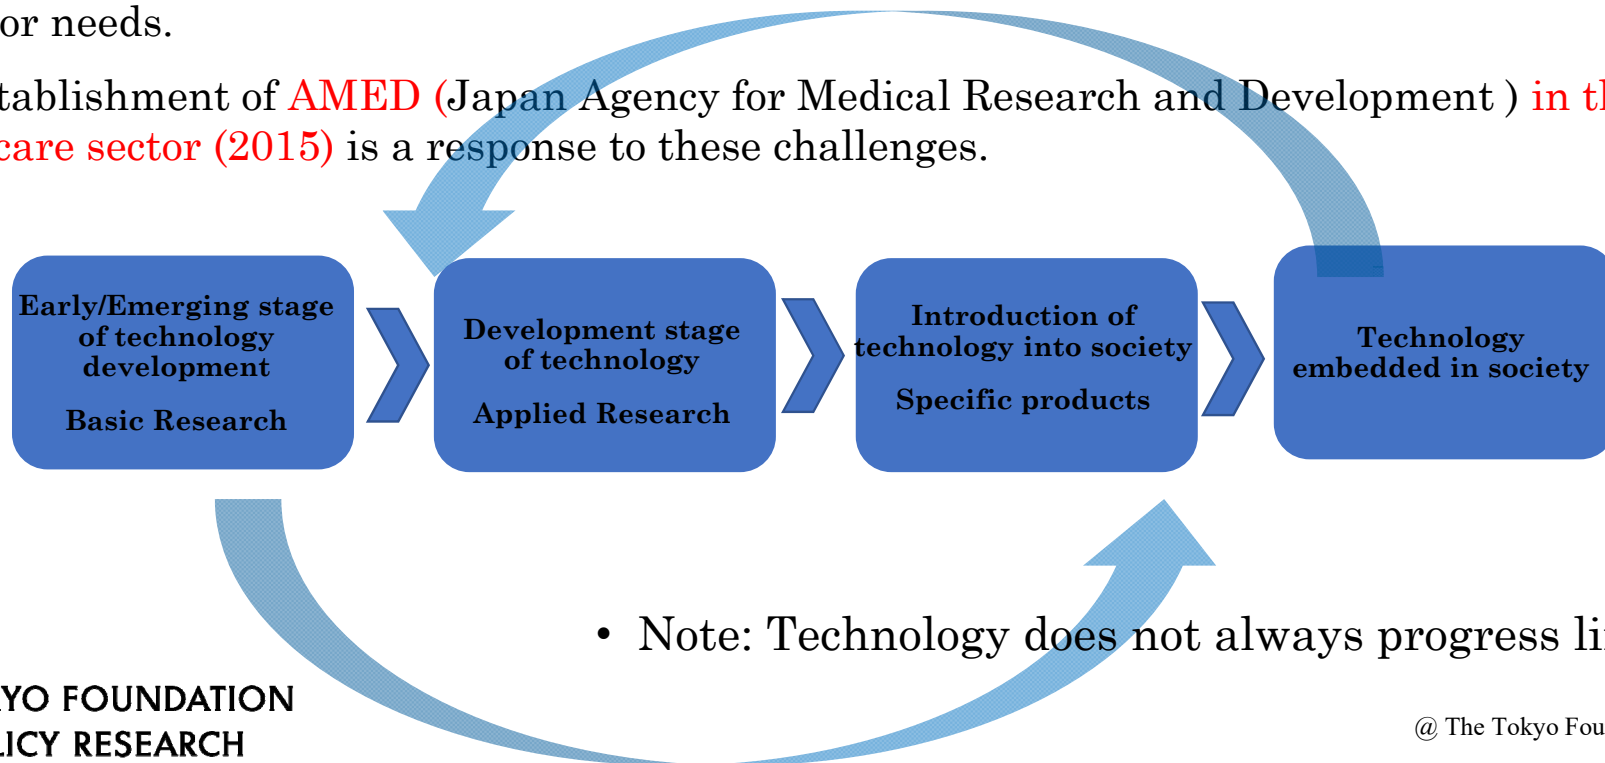 or needs.
tablishment of AMED (Japan Agency for Medical Research and Development ) in th
care sector (2015) is a response to these challenges.
Early/Emerging stage
of technology
development
Basic Research
Development stage
of technology
Applied Research
Introduction of
technology into society
Specific products
Technology
embedded in society
• Note: Technology does not always progress li
YO FOUNDATION
LICY RESEARCH
@ The Tokyo Fou